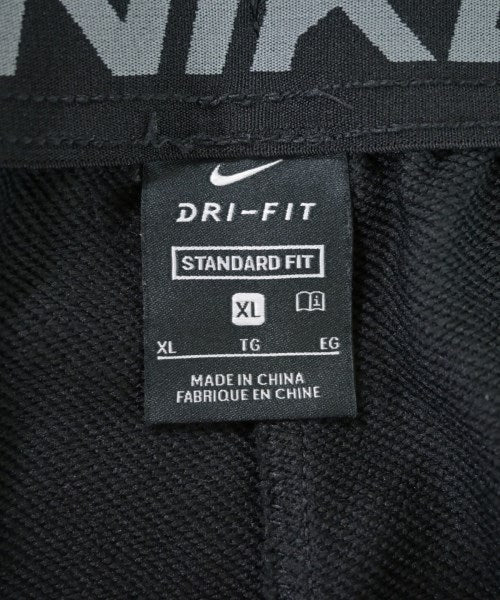 NIKE
DRI-FIT
STANDARD FIT
XL
XL TG EG
MADE IN CHINA
FABRIQUE EN CHINE